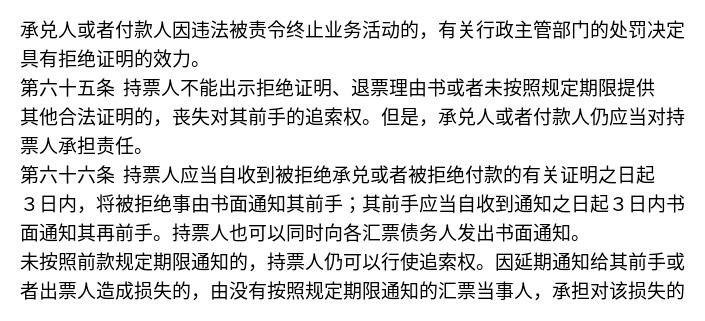 承兑人或者付款人因违法被责令终止业务活动的，有关行政主管部门的处罚决定
具有拒绝证明的效力。
第六十五条 持票人不能出示拒绝证明、退票理由书或者未按照规定期限提供
其他合法证明的，丧失对其前手的追索权。但是，承兑人或者付款人仍应当对持
票人承担责任。
第六十六条 持票人应当自收到被拒绝承兑或者被拒绝付款的有关证明之日起
３日内，将被拒绝事由书面通知其前手；其前手应当自收到通知之日起３日内书
面通知其再前手。持票人也可以同时向各汇票债务人发出书面通知。
未按照前款规定期限通知的，持票人仍可以行使追索权。因延期通知给其前手或
者出票人造成损失的，由没有按照规定期限通知的汇票当事人，承担对该损失的